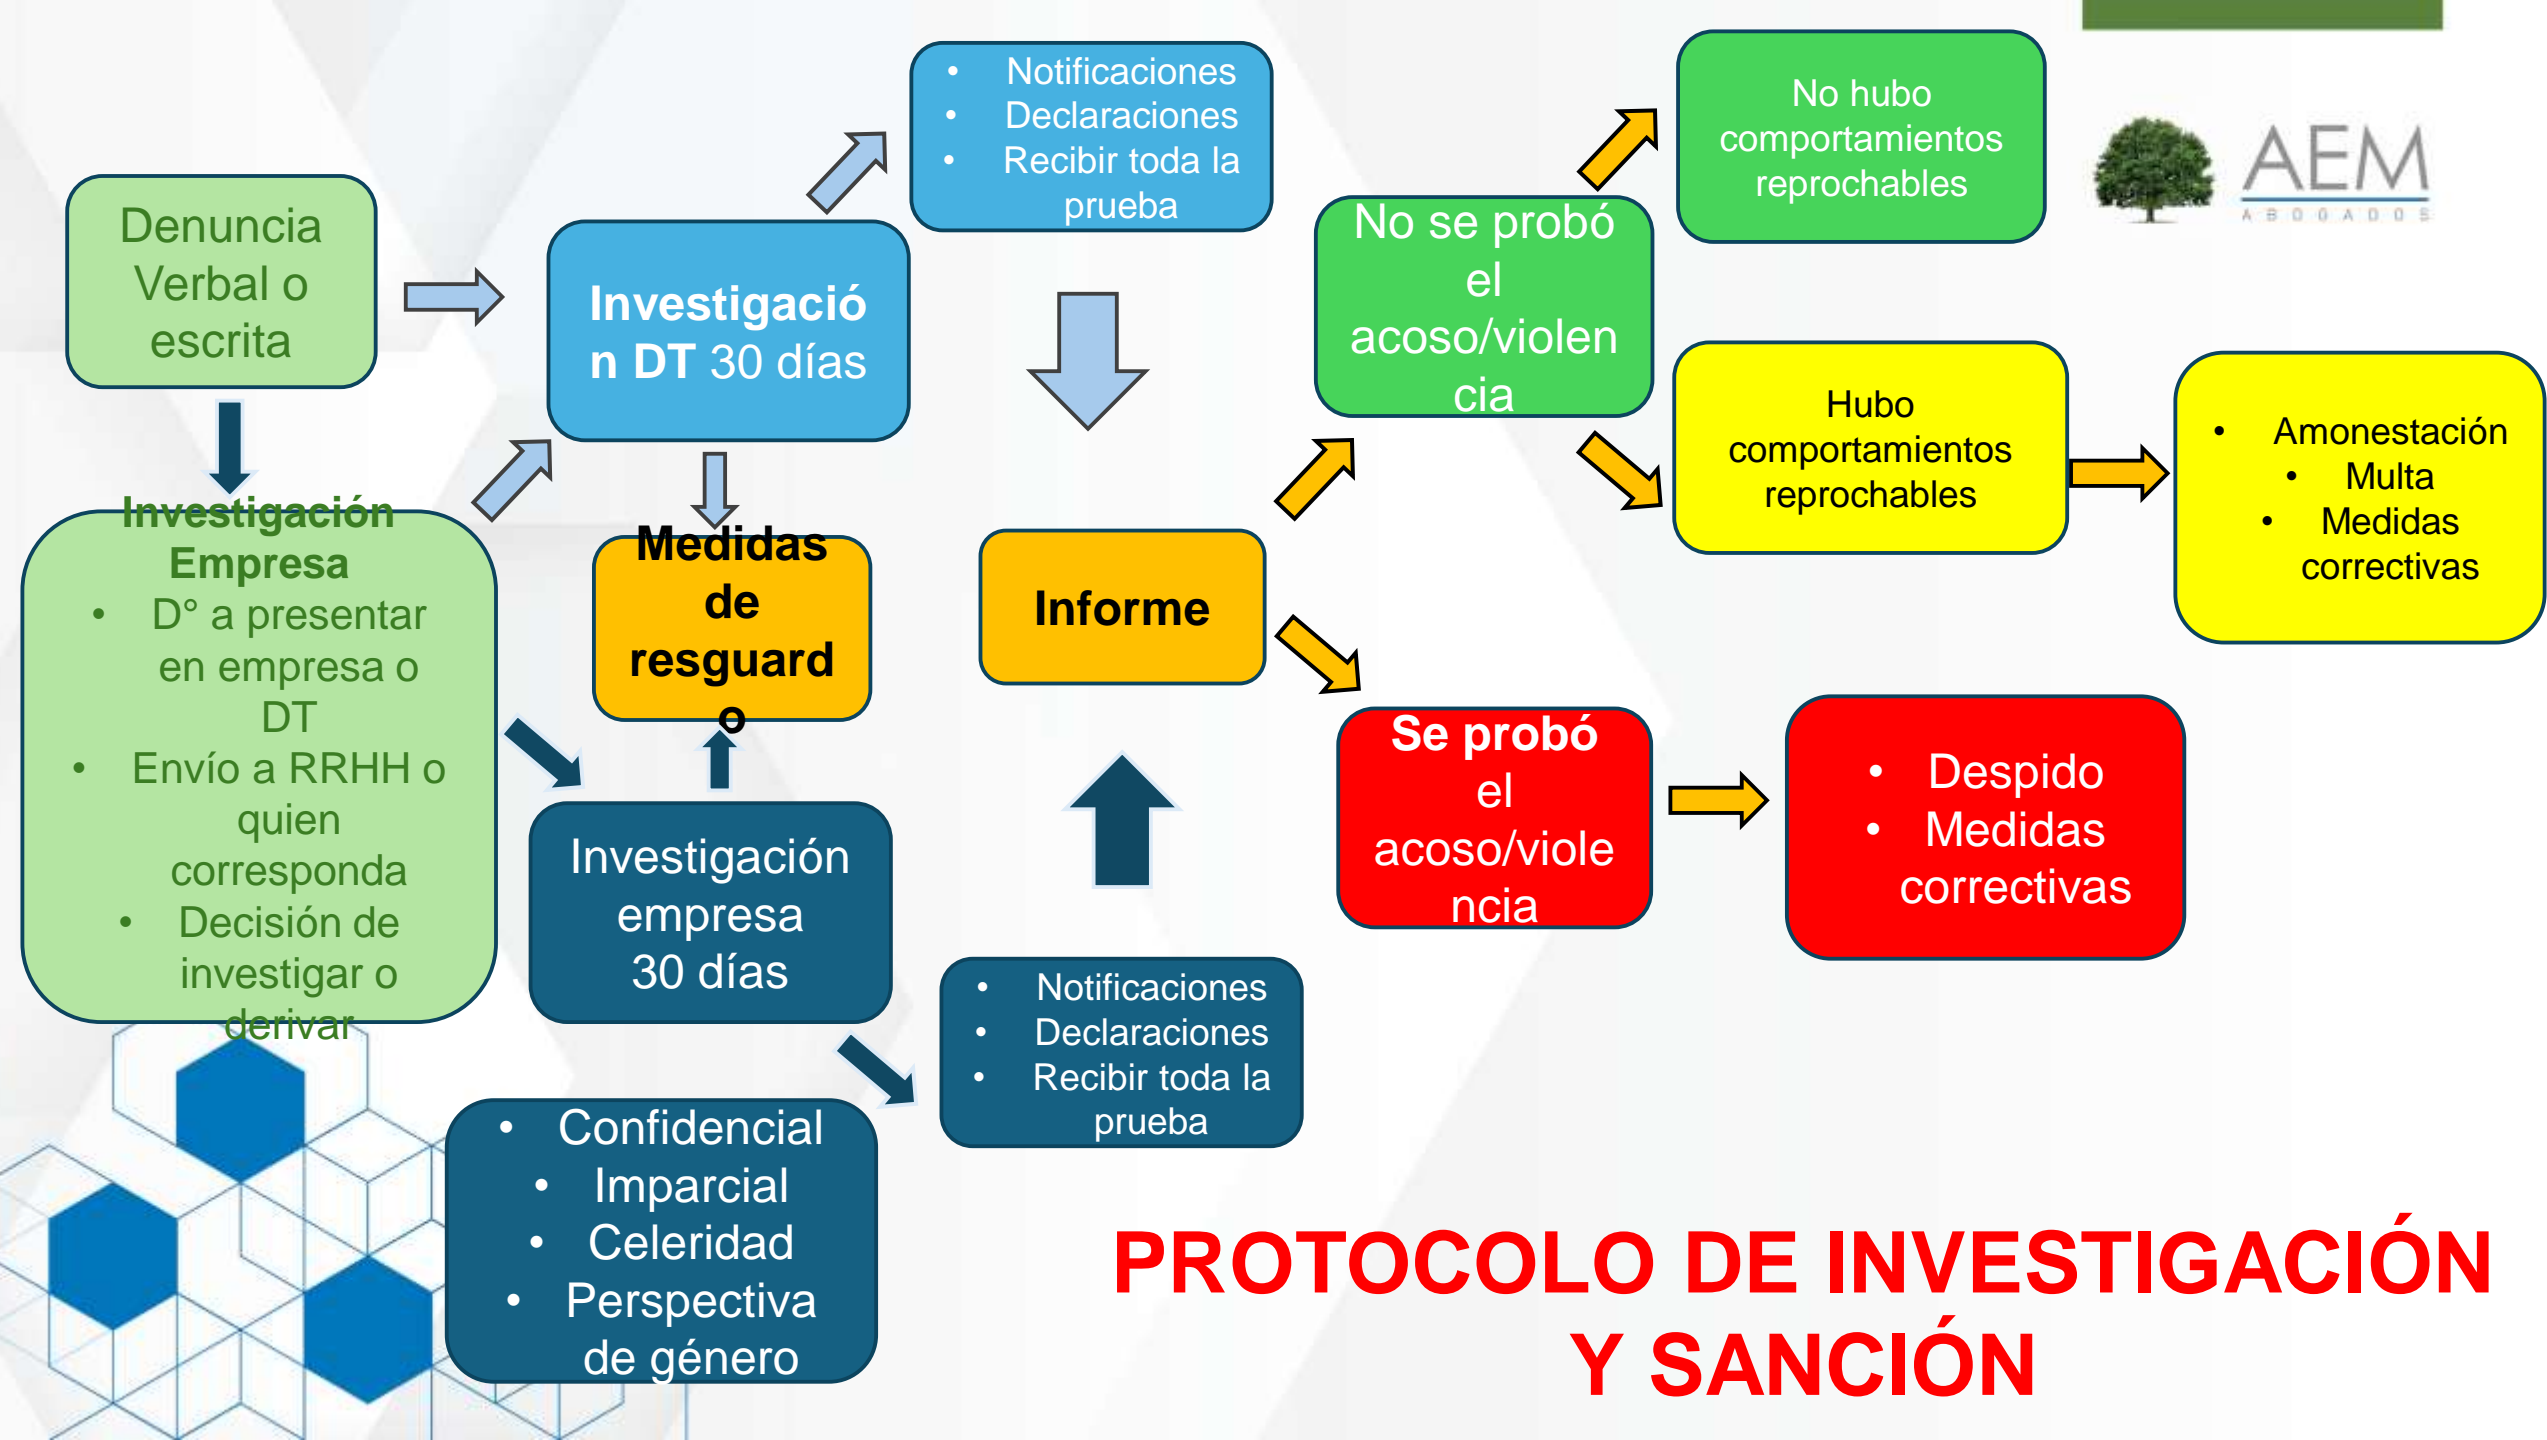 Denuncia
Verbal o
escrita
Investigación
Empresa
• D° a presentar
en empresa o
DT
• Envío a RRHH o
quien
corresponda
• Decisión de
investigar o
derivar
Investigació
n DT 30 días
• Notificaciones
• Declaraciones
• Recibir toda la
prueba
Medidas
de
resguard
o
Investigación
empresa
30 días
• Confidencial
• Imparcial
• Celeridad
• Perspectiva
de género
• Notificaciones
• Declaraciones
• Recibir toda la
prueba
Informe
No se probó
el
acoso/violen
cia
No hubo
comportamientos
reprochables
Hubo
comportamientos
reprochables
• Amonestación
• Multa
• Medidas
correctivas
Se probó
el
acoso/viole
ncia
• Despido
• Medidas
correctivas
AEM
ABOGADOS
PROTOCOLO DE INVESTIGACIÓN
Y SANCIÓN